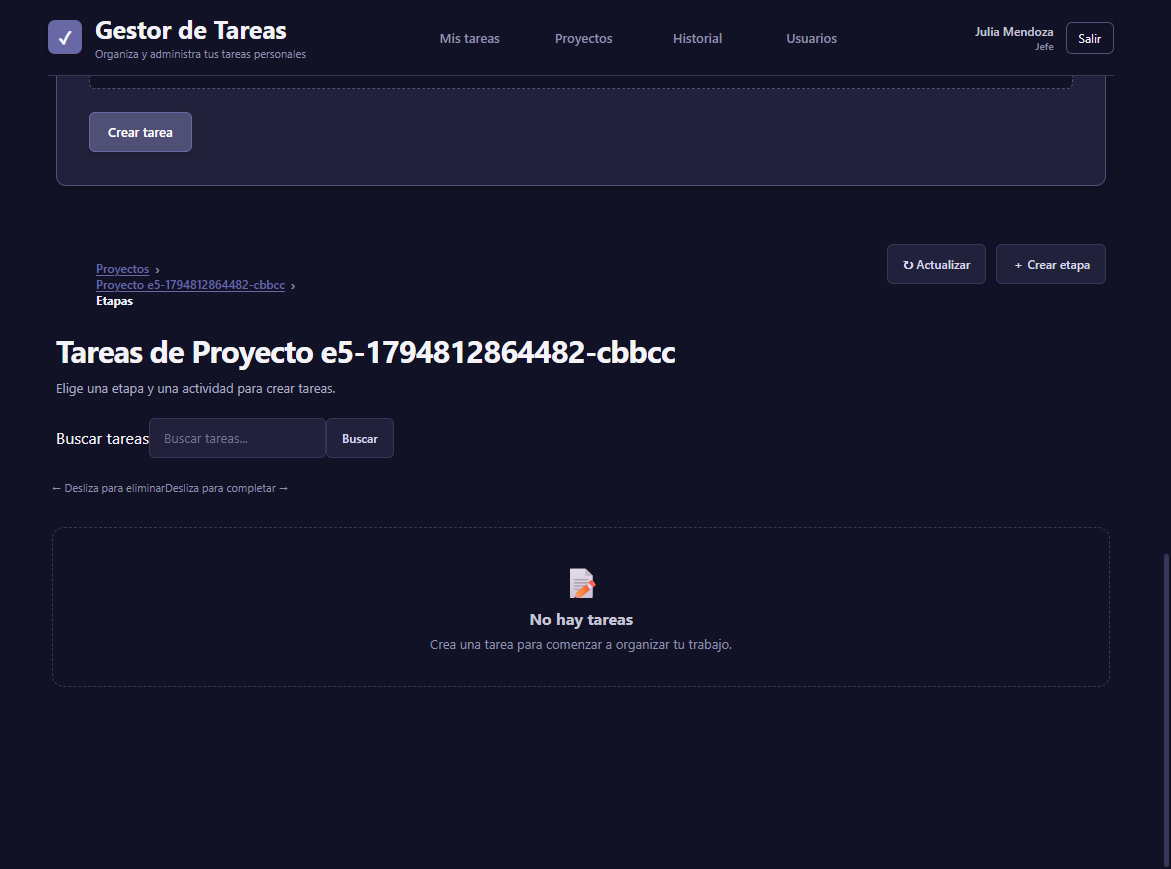 ✓ Gestor de Tareas
Organiza y administra tus tareas personales
Mis tareas
Proyectos
Historial
Usuarios
Julia Mendoza
Jefe
Salir
Crear tarea
Proyectos ›
Proyecto e5-1794812864482-cbbcc ›
Etapas
↻ Actualizar
+ Crear etapa
Tareas de Proyecto e5-1794812864482-cbbcc
Elige una etapa y una actividad para crear tareas.
Buscar tareas
Buscar tareas...
Buscar
← Desliza para eliminarDesliza para completar →
No hay tareas
Crea una tarea para comenzar a organizar tu trabajo.